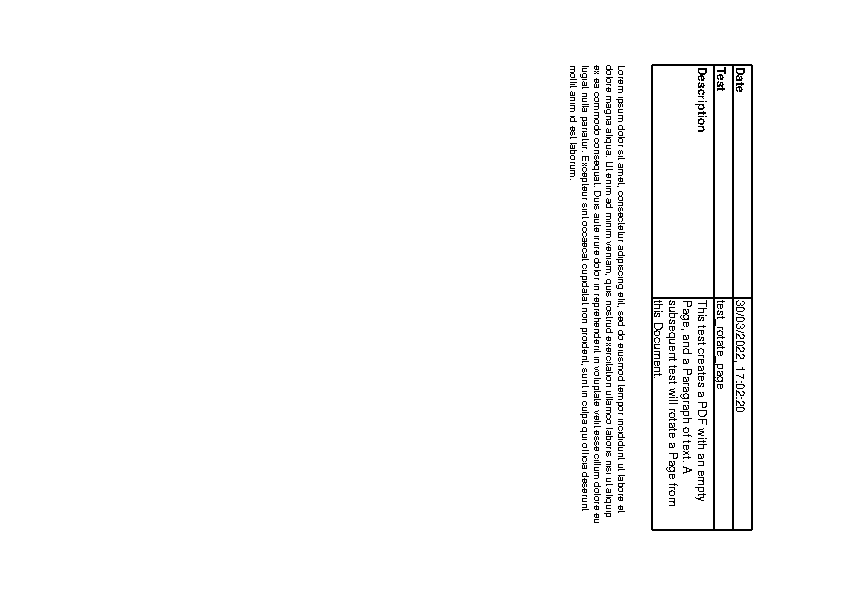 Date 30/03/2022, 17:02:20
Test test_rotate_page
Description This test creates a PDF with an empty
Page, and a Paragraph of text. A
subsequent test will rotate a Page from
this Document.
Lorem ipsum dolor sit amet, consectetur adipiscing elit, sed do eiusmod tempor incididunt ut labore et
dolore magna aliqua. Ut enim ad minim veniam, quis nostrud exercitation ullamco laboris nisi ut aliquip
ex ea commodo consequat. Duis aute irure dolor in reprehenderit in voluptate velit esse cillum dolore eu
fugiat nulla pariatur. Excepteur sint occaecat cupidatat non proident, sunt in culpa qui officia deserunt
mollit anim id est laborum.